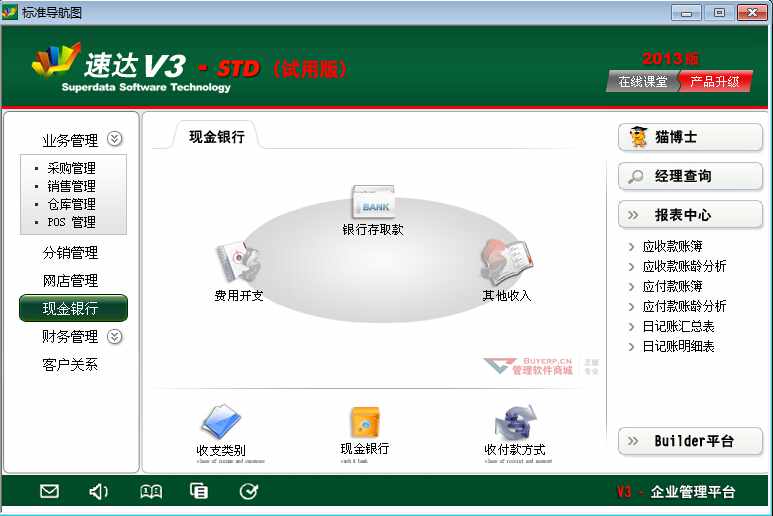 标准导航图
速达V3 - STD（试用版）
Superdata Software Technology
2013版
在线课堂 产品升级
业务管理
采购管理
销售管理
仓库管理
POS 管理
分销管理
网店管理
现金银行
财务管理
客户关系
现金银行
BANK
银行存取款
费用开支
其他收入
BUYERP.CN
管理软件商城
正版
专业
收支类别
现金银行
收付款方式
猫博士
经理查询
报表中心
应收款账簿
应收款账龄分析
应付款账簿
应付款账龄分析
日记账汇总表
日记账明细表
Builder平台
V3 - 企业管理平台